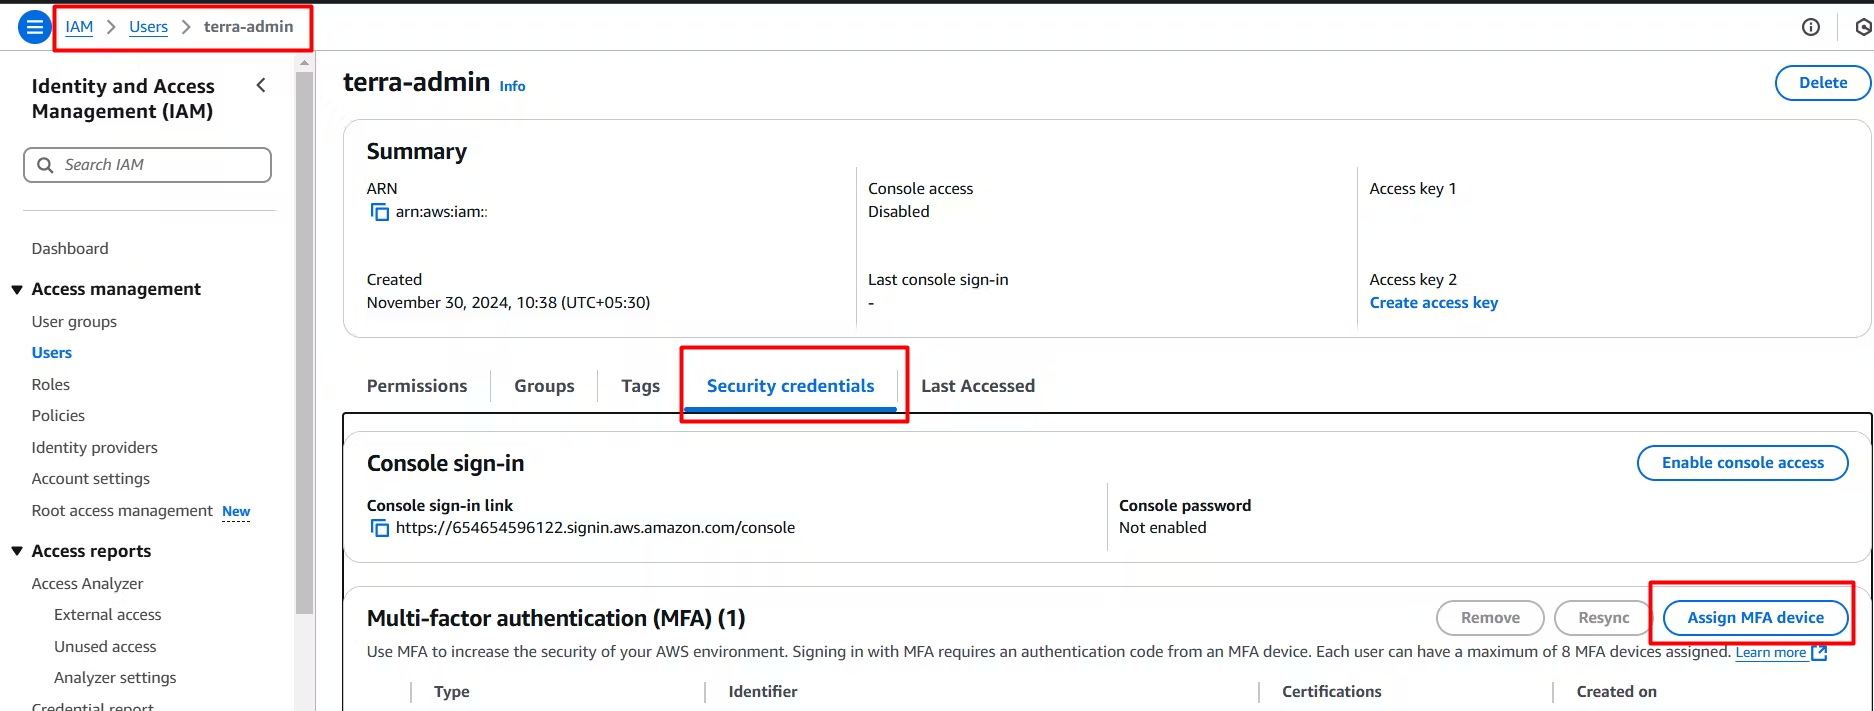 IAM > Users > terra-admin
Identity and Access
Management (IAM)
Search IAM
Dashboard
Access management
User groups
Users
Roles
Policies
Identity providers
Account settings
Root access management New
Access reports
Access Analyzer
External access
Unused access
Analyzer settings
Credential report
terra-admin Info
Delete
Summary
ARN
arn:aws:iam::
Console access
Disabled
Access key 1
Created
November 30, 2024, 10:38 (UTC+05:30)
Last console sign-in
-
Access key 2
Create access key
Permissions
Groups
Tags
Security credentials
Last Accessed
Console sign-in
Enable console access
Console sign-in link
https://654654596122.signin.aws.amazon.com/console
Console password
Not enabled
Multi-factor authentication (MFA) (1)
Remove
Resync
Assign MFA device
Use MFA to increase the security of your AWS environment. Signing in with MFA requires an authentication code from an MFA device. Each user can have a maximum of 8 MFA devices assigned. Learn more
Type
Identifier
Certifications
Created on